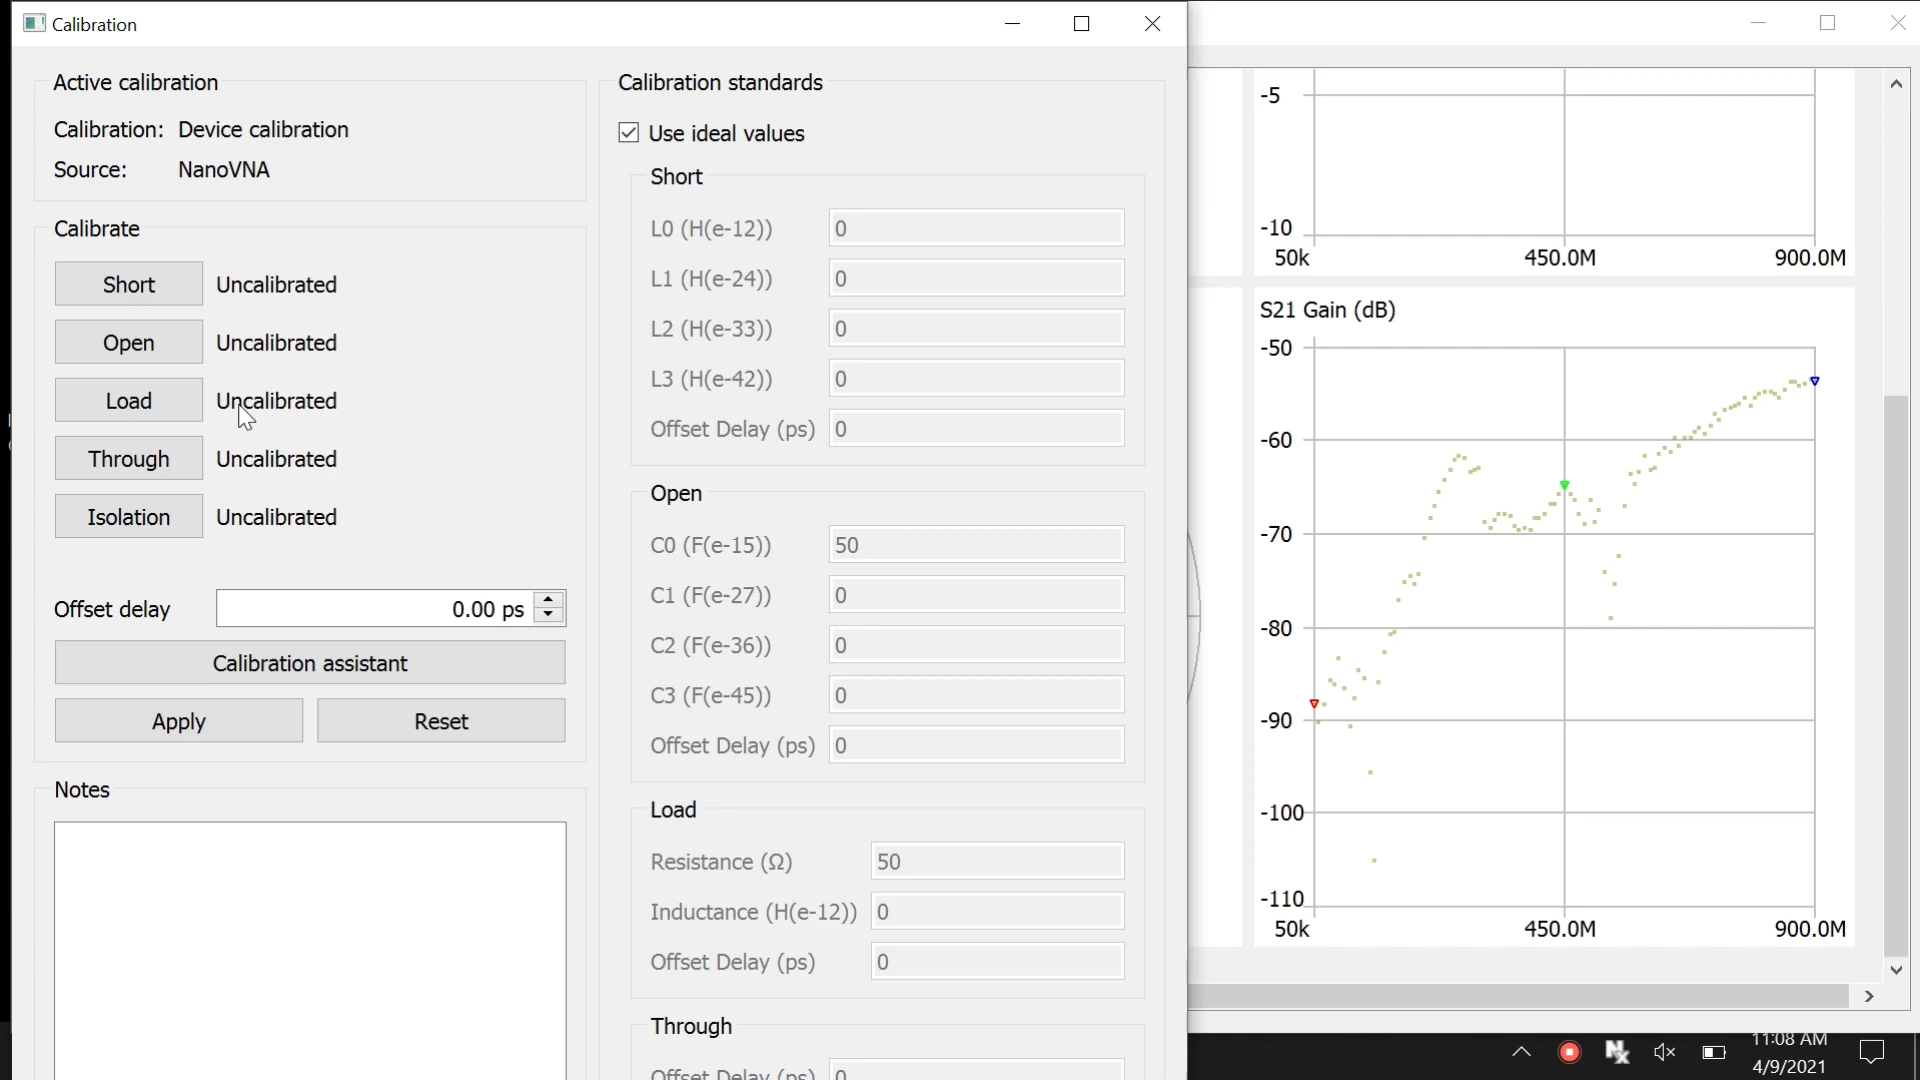 Calibration
Active calibration
Calibration: Device calibration
Source: NanoVNA
Calibrate
Short Uncalibrated
Open Uncalibrated
Load Uncalibrated
Through Uncalibrated
Isolation Uncalibrated
Offset delay 0.00 ps
Calibration assistant
Apply Reset
Notes
Calibration standards
Use ideal values
Short
L0 (H(e-12)) 0
L1 (H(e-24)) 0
L2 (H(e-33)) 0
L3 (H(e-42)) 0
Offset Delay (ps) 0
Open
C0 (F(e-15)) 50
C1 (F(e-27)) 0
C2 (F(e-36)) 0
C3 (F(e-45)) 0
Offset Delay (ps) 0
Load
Resistance (Ω) 50
Inductance (H(e-12)) 0
Offset Delay (ps) 0
Through
Offset Delay (ps) 0
-5
-10
50k 450.0M 900.0M
S21 Gain (dB)
-50
-60
-70
-80
-90
-100
-110
50k 450.0M 900.0M
11:08 AM
4/9/2021